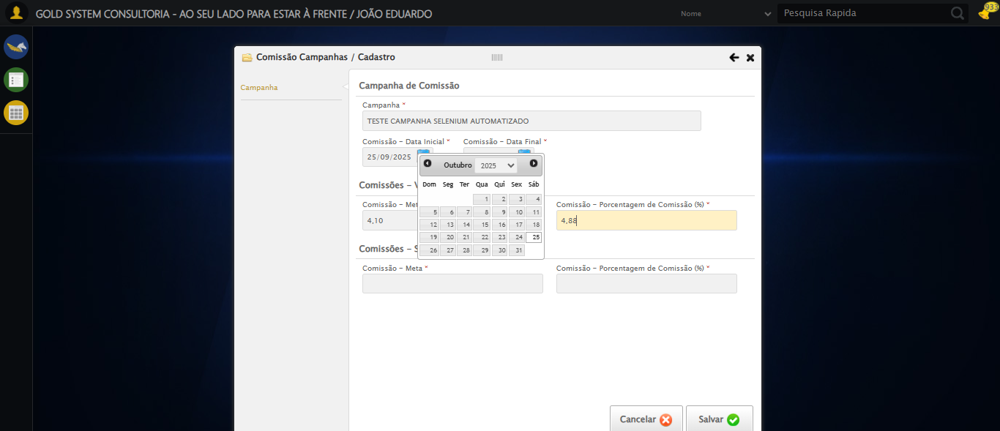 GOLD SYSTEM CONSULTORIA - AO SEU LADO PARA ESTAR À FRENTE / JOÃO EDUARDO
Nome
Pesquisa Rapida
933
Comissão Campanhas / Cadastro
Campanha
Campanha de Comissão
Campanha *
TESTE CAMPANHA SELENIUM AUTOMATIZADO
Comissão - Data Inicial * Comissão - Data Final *
25/09/2025
Outubro 2025
Dom Seg Ter Qua Qui Sex Sáb
1 2 3 4
5 6 7 8 9 10 11
12 13 14 15 16 17 18
19 20 21 22 23 24 25
26 27 28 29 30 31
Comissões - V
Comissão - Met
Comissão - Porcentagem de Comissão (%) *
4,10
4,88
Comissões - S
Comissão - Meta * Comissão - Porcentagem de Comissão (%) *
Cancelar Salvar